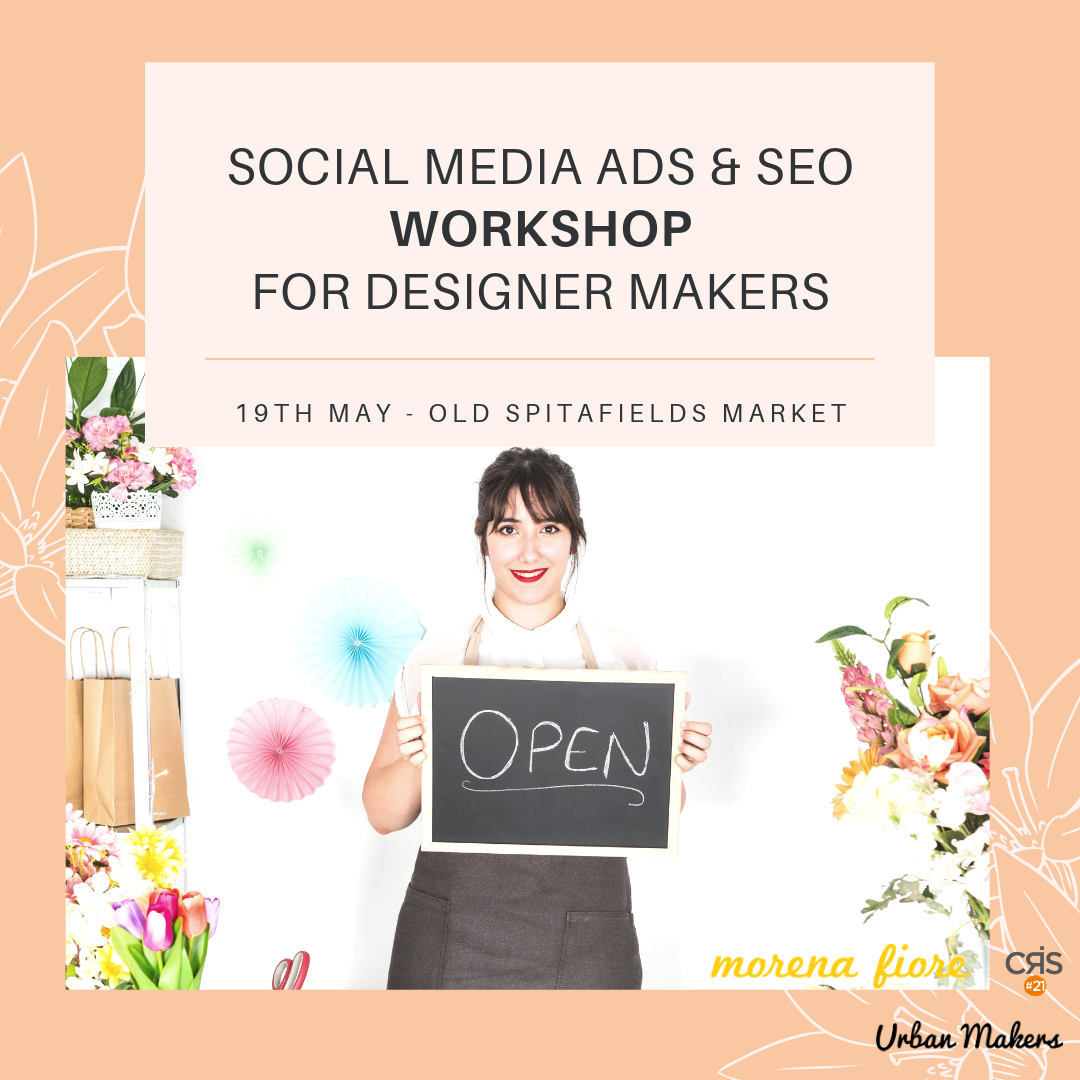 SOCIAL MEDIA ADS & SEO
WORKSHOP
FOR DESIGNER MAKERS
19TH MAY - OLD SPITAFIELDS MARKET
OPEN
morena fiore
CЯIS
#21
Urban Makers